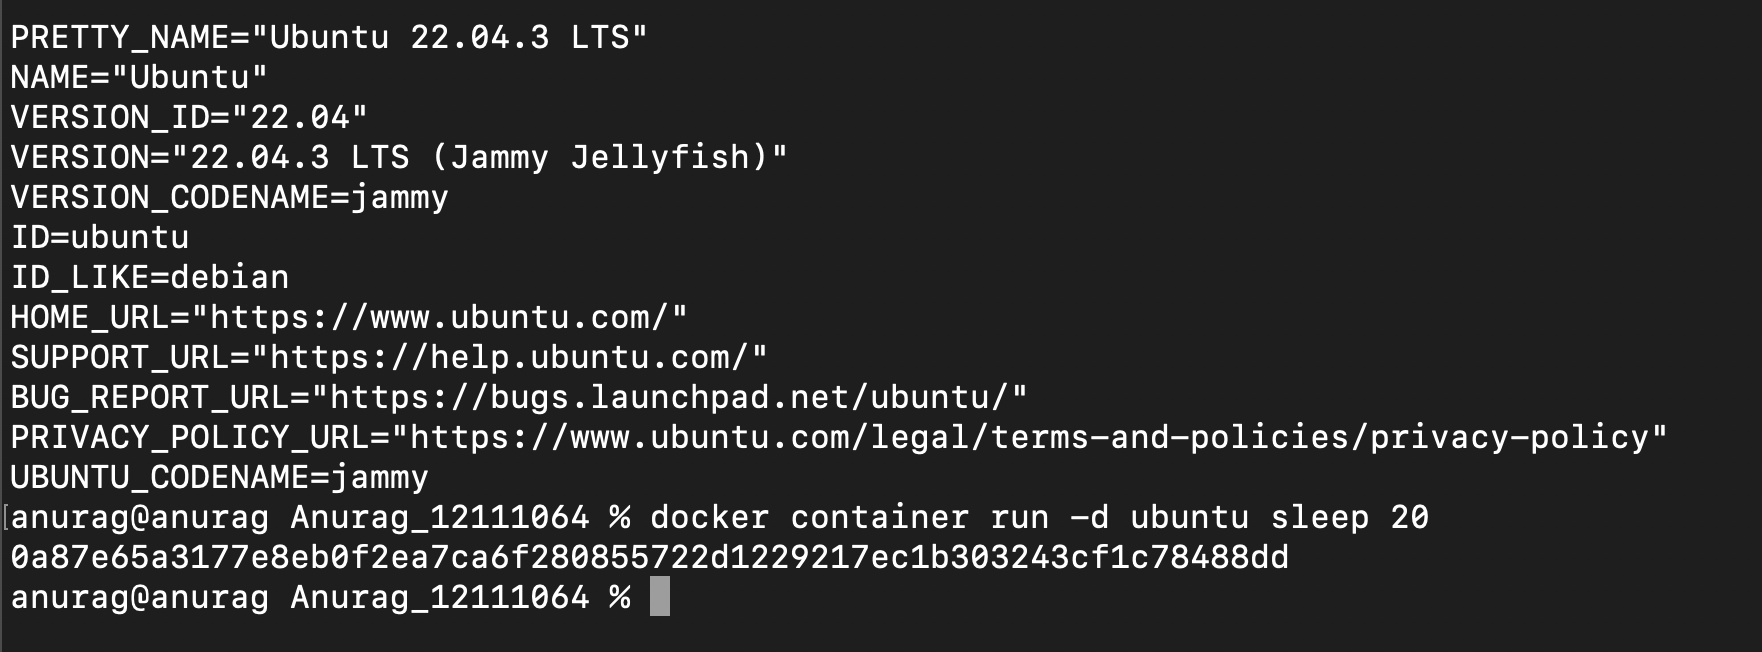 PRETTY_NAME="Ubuntu 22.04.3 LTS"
NAME="Ubuntu"
VERSION_ID="22.04"
VERSION="22.04.3 LTS (Jammy Jellyfish)"
VERSION_CODENAME=jammy
ID=ubuntu
ID_LIKE=debian
HOME_URL="https://www.ubuntu.com/"
SUPPORT_URL="https://help.ubuntu.com/"
BUG_REPORT_URL="https://bugs.launchpad.net/ubuntu/"
PRIVACY_POLICY_URL="https://www.ubuntu.com/legal/terms-and-policies/privacy-policy"
UBUNTU_CODENAME=jammy
[anurag@anurag Anurag_12111064 % docker container run -d ubuntu sleep 20
0a87e65a3177e8eb0f2ea7ca6f280855722d1229217ec1b303243cf1c78488dd
anurag@anurag Anurag_12111064 %